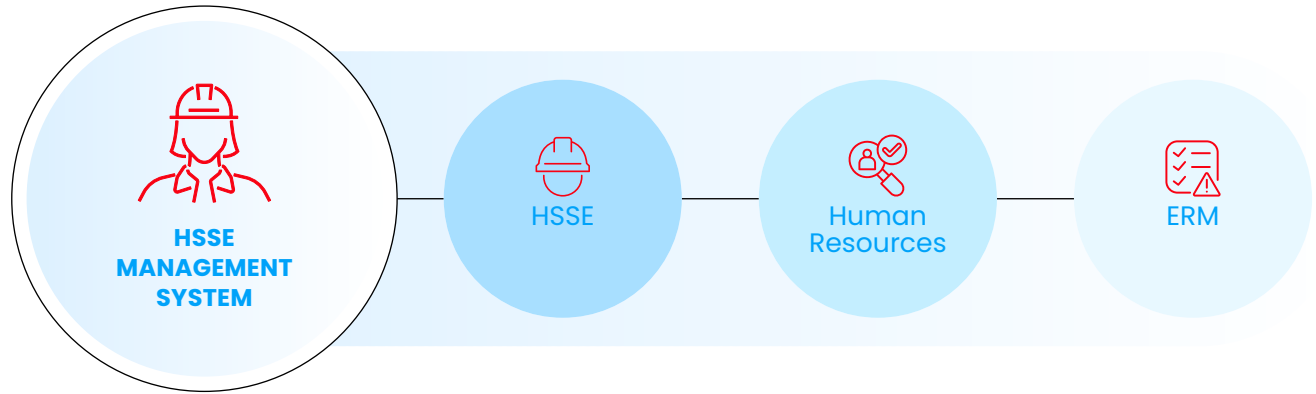 HSSE
MANAGEMENT
SYSTEM
HSSE
Human
Resources
ERM